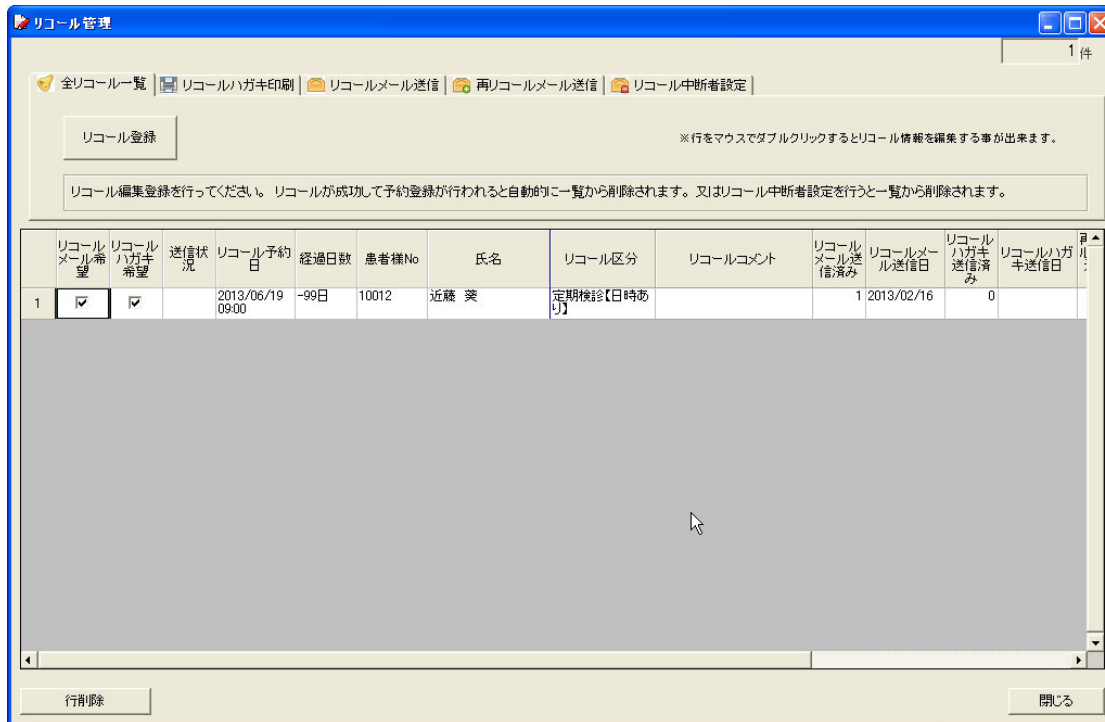 リコール管理
1 件
全リコール一覧 リコールハガキ印刷 リコールメール送信 再リコールメール送信 リコール中断者設定
リコール登録
※行をマウスでダブルクリックするとリコール情報を編集する事が出来ます。
リコール編集登録を行ってください。 リコールが成功して予約登録が行われると自動的に一覧から削除されます。又はリコール中断者設定を行うと一覧から削除されます。
リコールメール希望 リコールハガキ希望 送信状況 リコール予約日 経過日数 患者様No 氏名 リコール区分 リコールコメント リコールメール送信済み リコールメール送信日 リコールハガキ送信済み リコールハガキ送信日
1 2013/06/19 09:00 -99日 10012 近藤 葵 定期検診【日時あり】 1 2013/02/16 0
行削除
閉じる